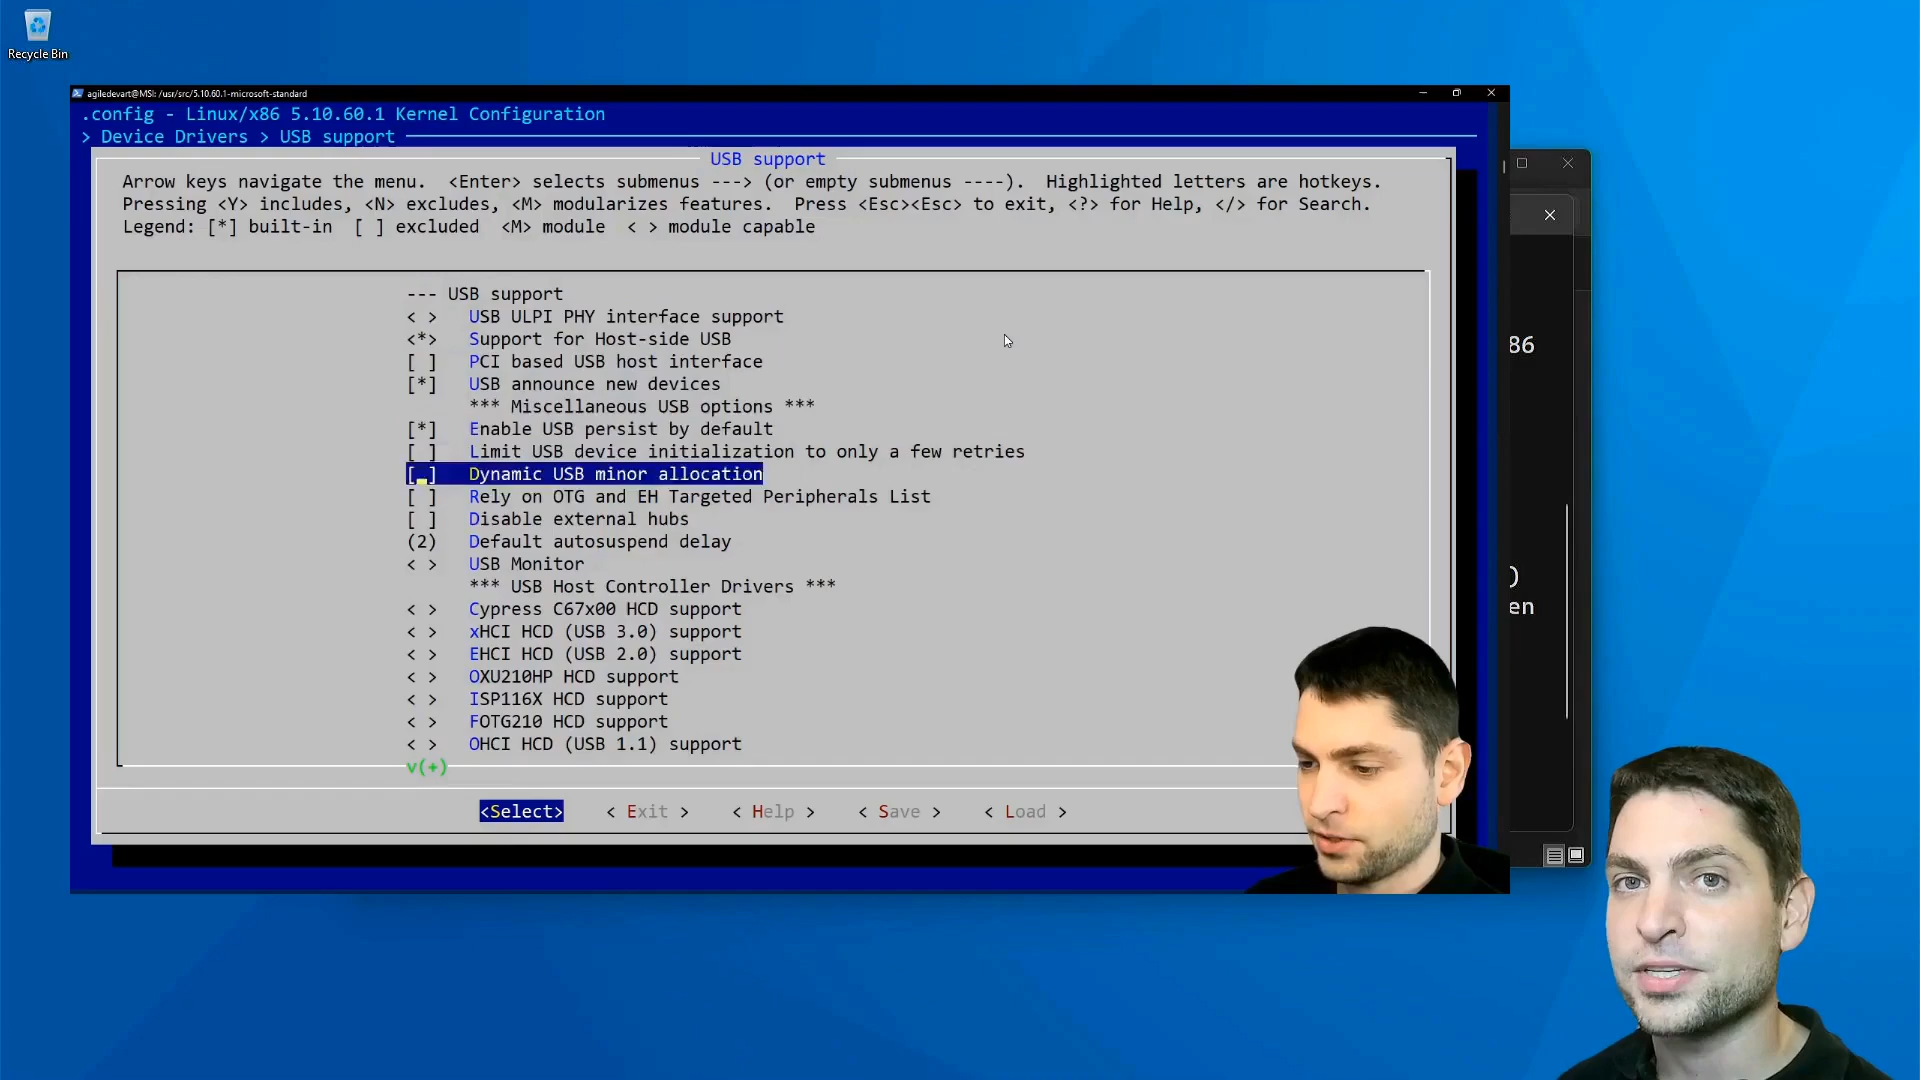 Recycle Bin
agiledevart@MSI: /usr/src/5.10.60.1-microsoft-standard
.config - Linux/x86 5.10.60.1 Kernel Configuration
> Device Drivers > USB support
USB support
Arrow keys navigate the menu.  <Enter> selects submenus ---> (or empty submenus ----).  Highlighted letters are hotkeys.
Pressing <Y> includes, <N> excludes, <M> modularizes features.  Press <Esc><Esc> to exit, <?> for Help, </> for Search.
Legend: [*] built-in  [ ] excluded  <M> module  < > module capable
--- USB support
< >   USB ULPI PHY interface support
<*>   Support for Host-side USB
[ ]   PCI based USB host interface
[*]   USB announce new devices
*** Miscellaneous USB options ***
[*]   Enable USB persist by default
[ ]   Limit USB device initialization to only a few retries
[ ]   Dynamic USB minor allocation
[ ]   Rely on OTG and EH Targeted Peripherals List
[ ]   Disable external hubs
(2)   Default autosuspend delay
< >   USB Monitor
*** USB Host Controller Drivers ***
< >   Cypress C67x00 HCD support
< >   xHCI HCD (USB 3.0) support
< >   EHCI HCD (USB 2.0) support
< >   OXU210HP HCD support
< >   ISP116X HCD support
< >   FOTG210 HCD support
< >   OHCI HCD (USB 1.1) support
v(+)
<Select>    < Exit >    < Help >    < Save >    < Load >
86
en